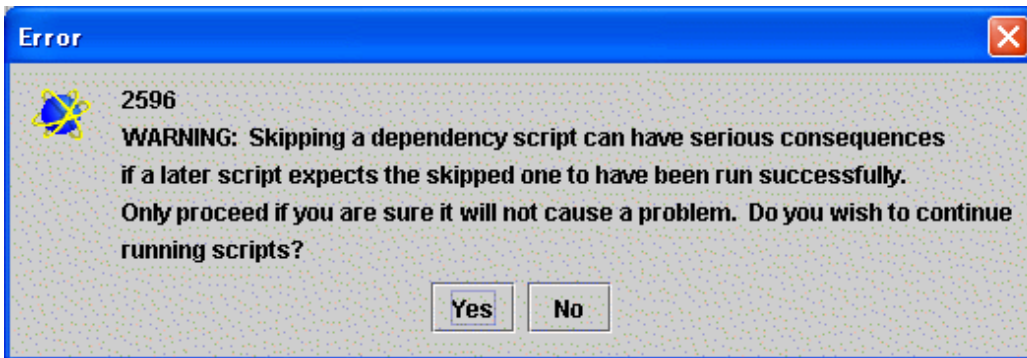 Error
2596
WARNING:  Skipping a dependency script can have serious consequences
if a later script expects the skipped one to have been run successfully.
Only proceed if you are sure it will not cause a problem.  Do you wish to continue
running scripts?
Yes No